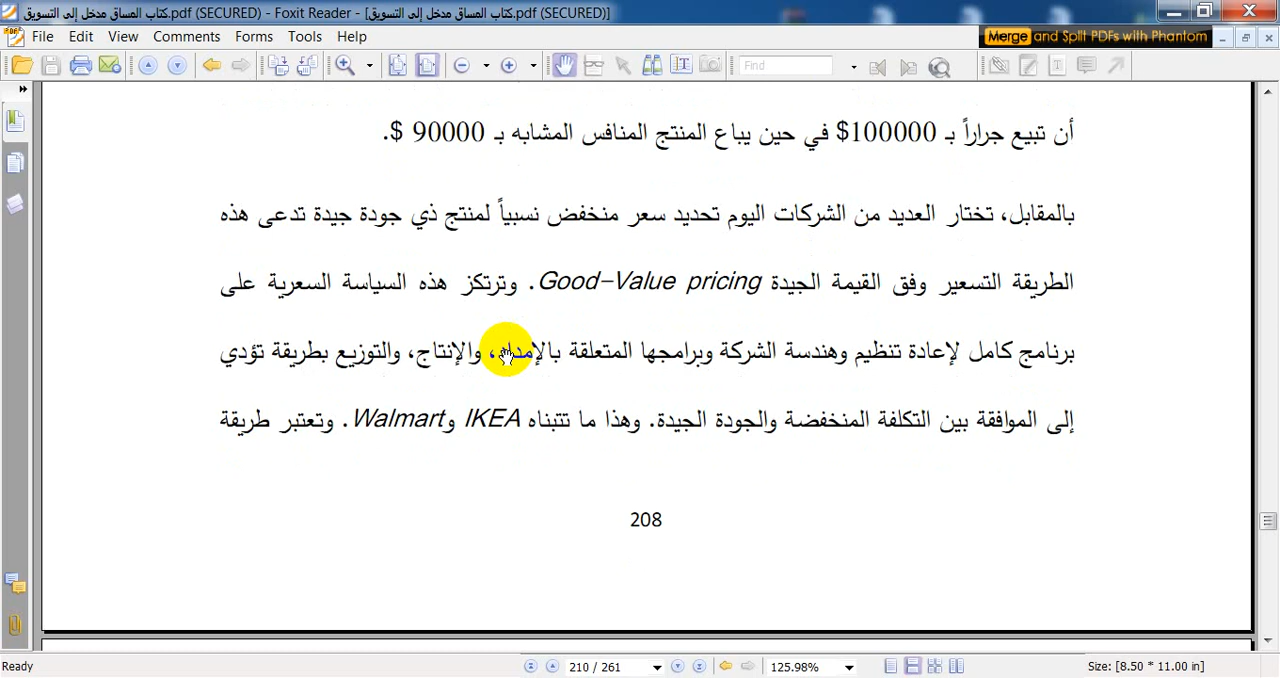 كتاب المساق مدخل إلى التسويق.pdf (SECURED) - Foxit Reader - [كتاب المساق مدخل إلى التسويق.pdf (SECURED)]
File Edit View Comments Forms Tools Help
Merge and Split PDFs with Phantom
Find
أن تبيع جراراً بـ 100000$ في حين يباع المنتج المنافس المشابه بـ 90000 $.
بالمقابل، تختار العديد من الشركات اليوم تحديد سعر منخفض نسبياً لمنتج ذي جودة جيدة تدعى هذه
الطريقة التسعير وفق القيمة الجيدة Good-Value pricing. وترتكز هذه السياسة السعرية على
برنامج كامل لإعادة تنظيم وهندسة الشركة وبرامجها المتعلقة بالإمداد، والإنتاج، والتوزيع بطريقة تؤدي
إلى الموافقة بين التكلفة المنخفضة والجودة الجيدة. وهذا ما تتبناه IKEA وWalmart. وتعتبر طريقة
208
Ready
210 / 261
125.98%
Size: [8.50 * 11.00 in]